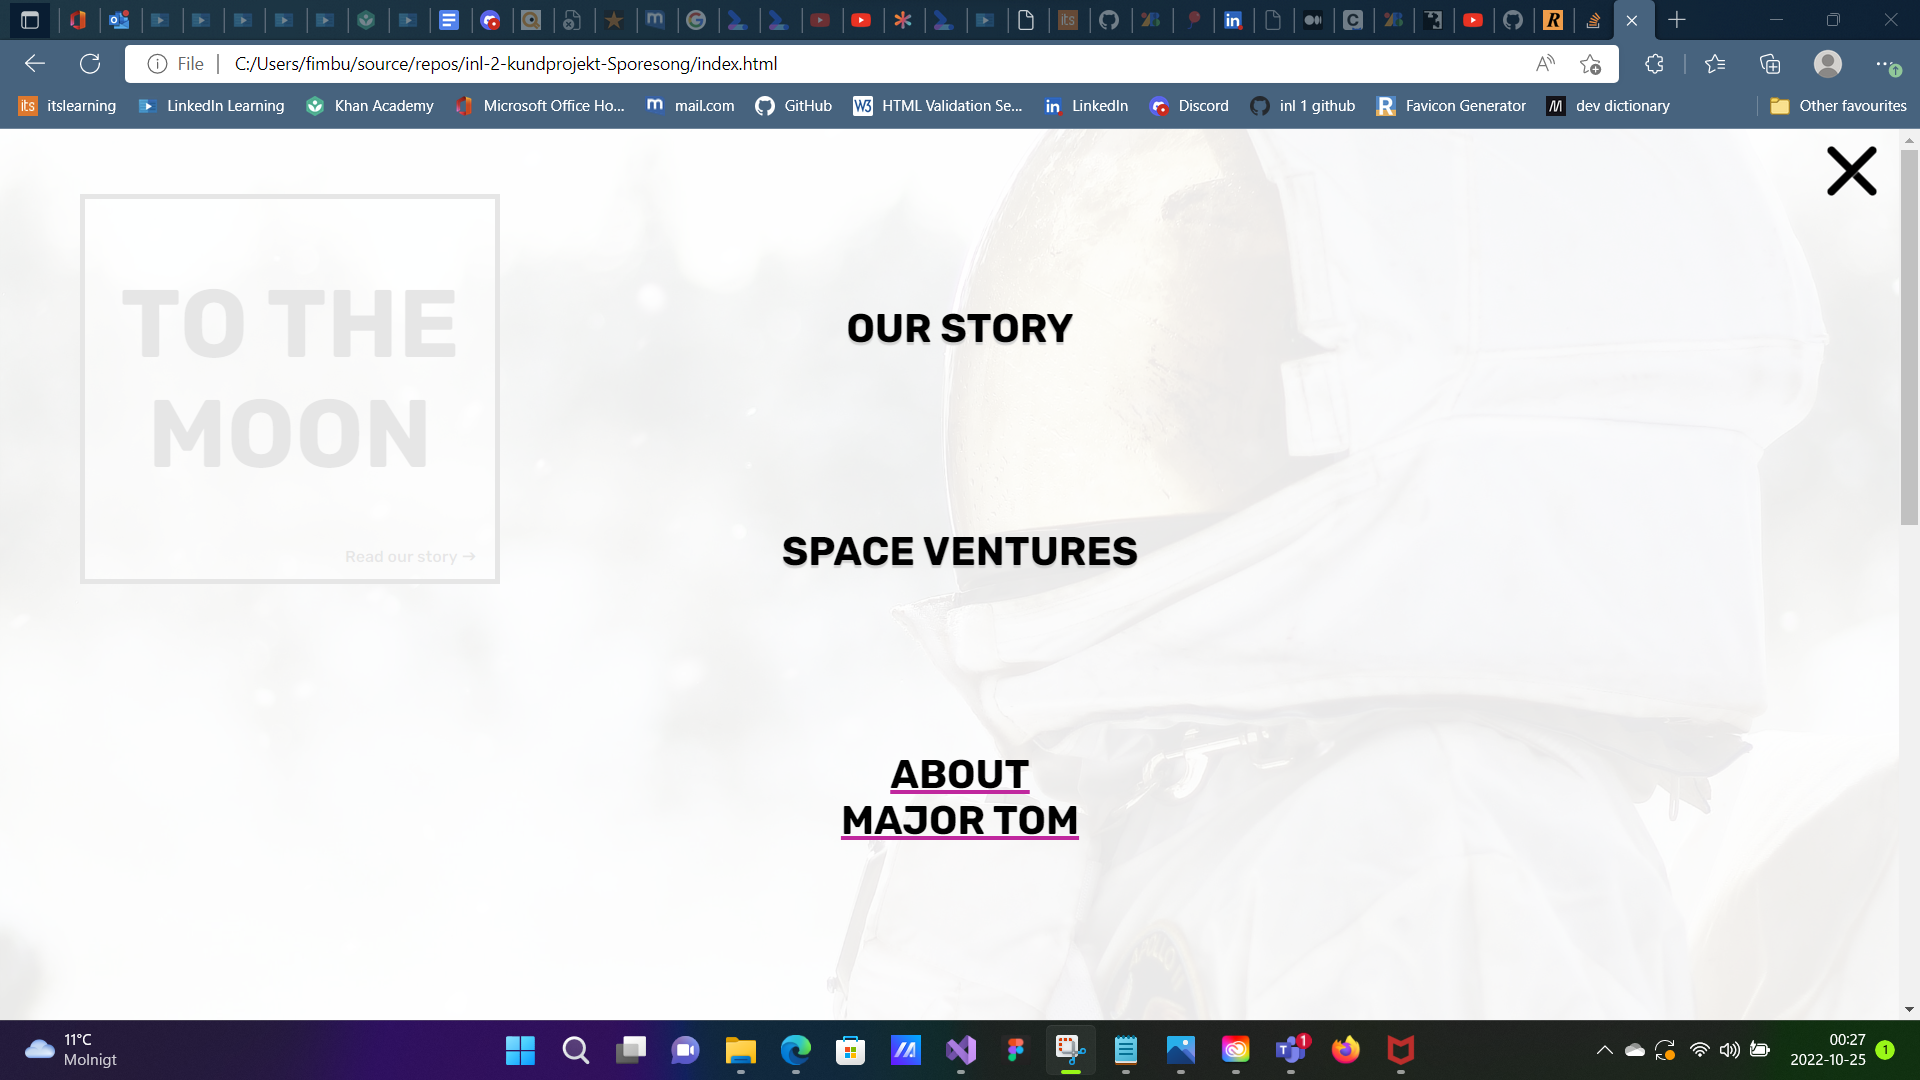 File
C:/Users/fimbu/source/repos/inl-2-kundprojekt-Sporesong/index.html
itslearning
LinkedIn Learning
Khan Academy
Microsoft Office Ho...
mail.com
GitHub
HTML Validation Se...
LinkedIn
Discord
inl 1 github
Favicon Generator
dev dictionary
Other favourites
TO THE
MOON
Read our story →
OUR STORY
SPACE VENTURES
ABOUT
MAJOR TOM
11°C
Molnigt
00:27
2022-10-25
1
1